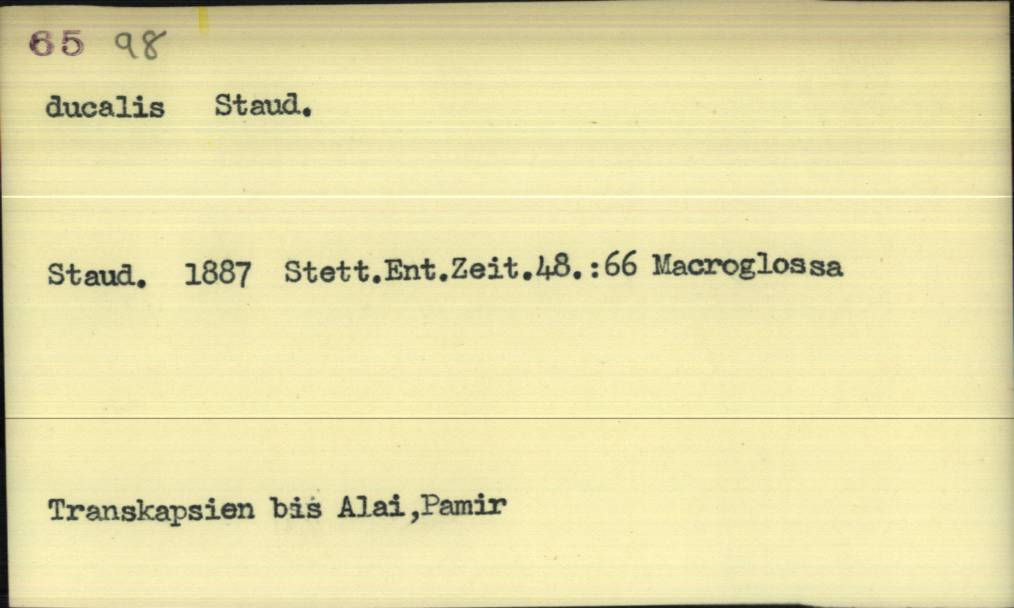 65 98
ducalis Staud.
Staud. 1887 Stett.Ent.Zeit.48.:66 Macroglossa
Transkapsien bis Alai,Pamir